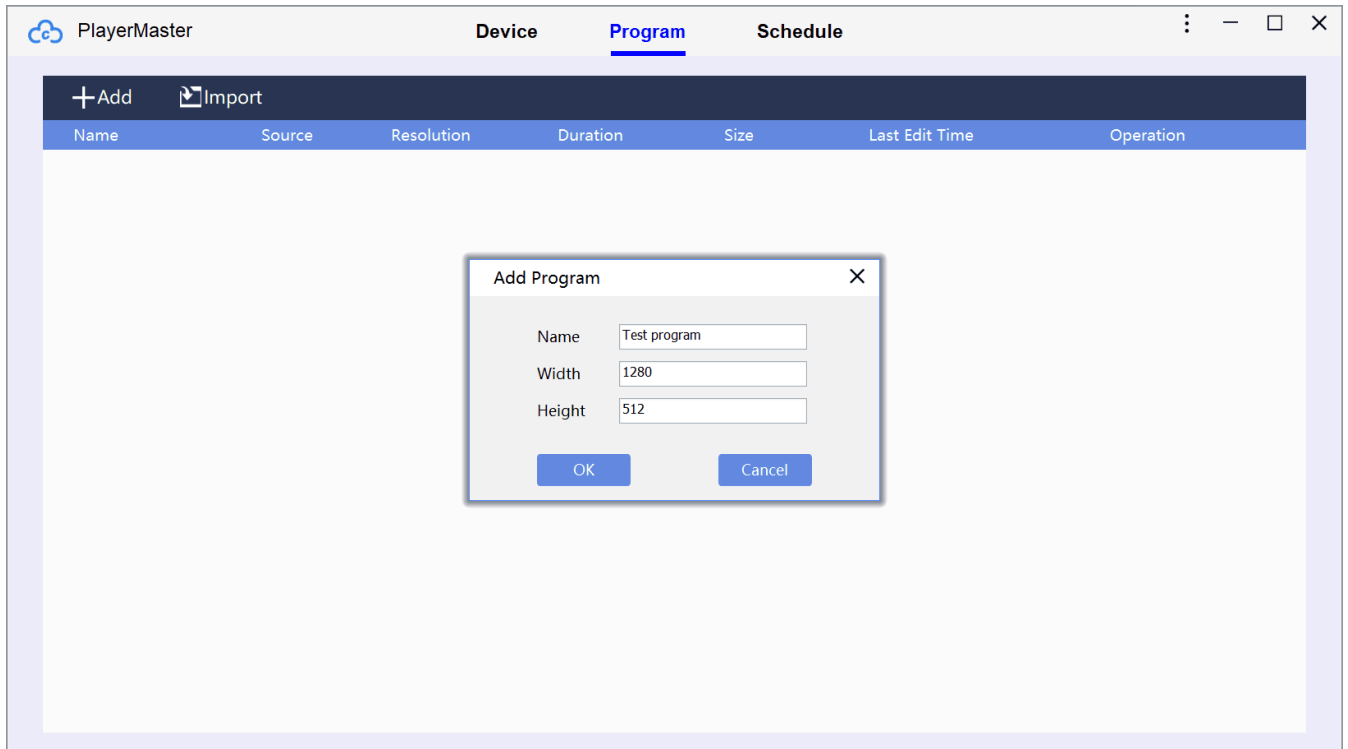 PlayerMaster Device Program Schedule
Add Import
Name Source Resolution Duration Size Last Edit Time Operation
Add Program
Name Test program
Width 1280
Height 512
OK Cancel